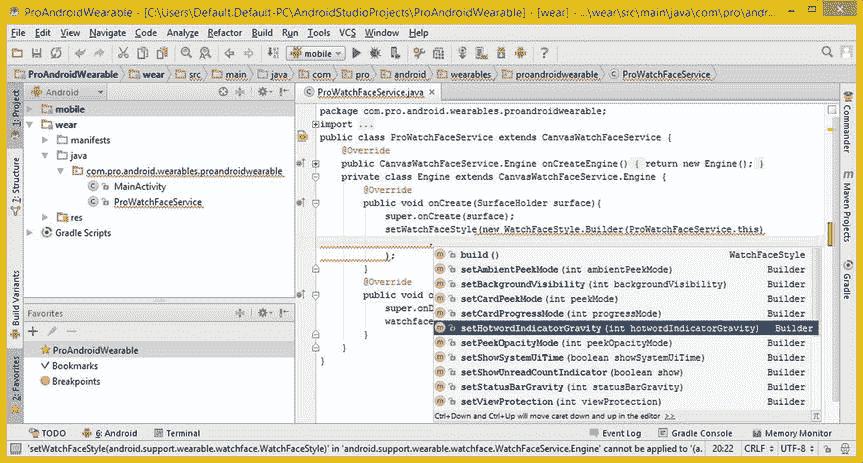 ProAndroidWearable - [C:\Users\Default.Default-PC\AndroidStudioProjects\ProAndroidWearable] - [wear] - ...\wear\src\main\java\com\pro\andr...
File Edit View Navigate Code Analyze Refactor Build Run Tools VCS Window Help
mobile
ProAndroidWearable wear src main java com pro android wearables proandroidwearable ProWatchFaceService
1: Project
7: Structure
Build Variants
2: Favorites
Android
mobile
wear
manifests
java
com.pro.android.wearables.proandroidwearable
MainActivity
ProWatchFaceService
res
Gradle Scripts
Favorites
ProAndroidWearable
Bookmarks
Breakpoints
ProWatchFaceService.java
package com.pro.android.wearables.proandroidwearable;
import ...
public class ProWatchFaceService extends CanvasWatchFaceService {
@Override
public CanvasWatchFaceService.Engine onCreateEngine() { return new Engine(); }
private class Engine extends CanvasWatchFaceService.Engine {
@Override
public void onCreate(SurfaceHolder surface){
super.onCreate(surface);
setWatchFaceStyle(new WatchFaceStyle.Builder(ProWatchFaceService.this)
.
);
}
@Override
public void o
super.onD
watchfac
}
}
}
build() WatchFaceStyle
setAmbientPeekMode(int ambientPeekMode) Builder
setBackgroundVisibility(int backgroundVisibility) Builder
setCardPeekMode(int peekMode) Builder
setCardProgressMode(int progressMode) Builder
setHotwordIndicatorGravity(int hotwordIndicatorGravity) Builder
setPeekOpacityMode(int peekOpacityMode) Builder
setShowSystemUiTime(boolean showSystemUiTime) Builder
setShowUnreadCountIndicator(boolean show) Builder
setStatusBarGravity(int statusBarGravity) Builder
setViewProtection(int viewProtection) Builder
Ctrl+Down and Ctrl+Up will move caret down and up in the editor >>
Commander
Maven Projects
Gradle
TODO 6: Android Terminal Event Log Gradle Console Memory Monitor
'setWatchFaceStyle(android.support.wearable.watchface.WatchFaceStyle)' in 'android.support.wearable.watchface.WatchFaceService.Engine' cannot be applied to '(a. 20:22 CRLF UTF-8